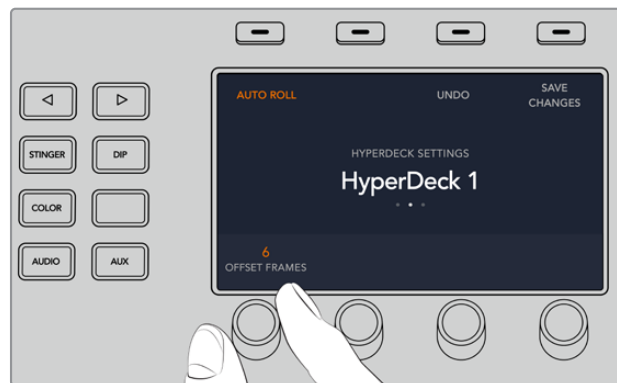 AUTO ROLL
UNDO
SAVE
CHANGES
STINGER
DIP
HYPERDECK SETTINGS
HyperDeck 1
COLOR
AUDIO
AUX
6
OFFSET FRAMES